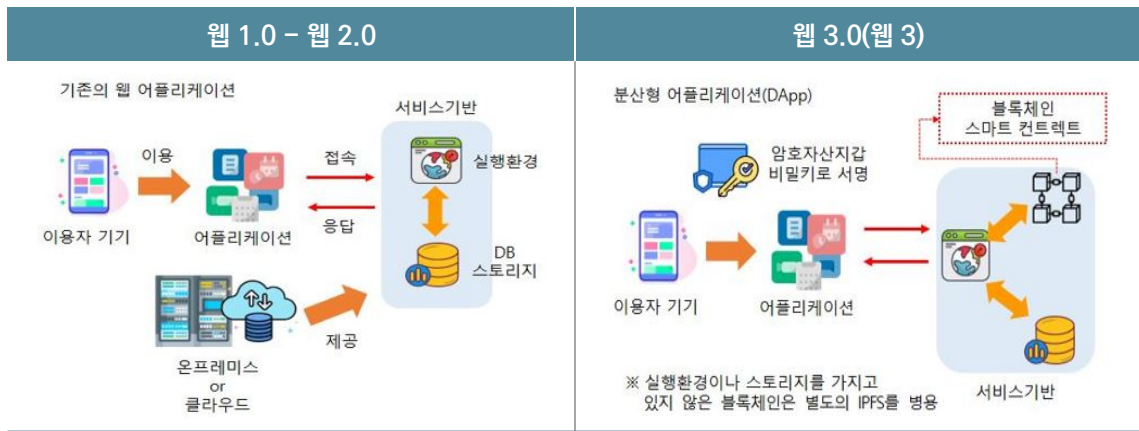 웹 1.0 – 웹 2.0
기존의 웹 어플리케이션
서비스기반
이용
접속
실행환경
이용자 기기
어플리케이션
응답
DB
스토리지
제공
온프레미스
or
클라우드
웹 3.0(웹 3)
분산형 어플리케이션(DApp)
블록체인
스마트 컨트렉트
암호자산지갑
비밀키로 서명
이용자 기기
어플리케이션
서비스기반
※ 실행환경이나 스토리지를 가지고
있지 않은 블록체인은 별도의 IPFS를 병용